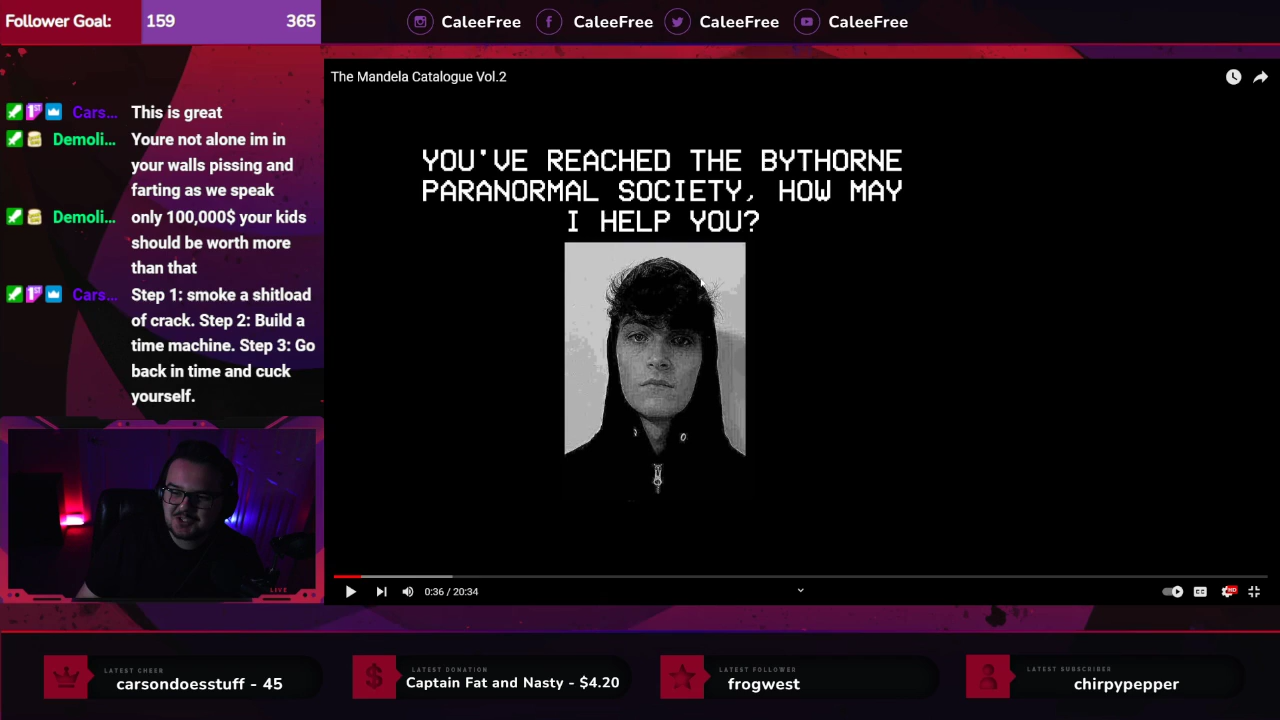 Follower Goal: 159 365
CaleeFree CaleeFree CaleeFree CaleeFree
The Mandela Catalogue Vol.2
Cars... This is great
Demoli... Youre not alone im in
your walls pissing and
farting as we speak
Demoli... only 100,000$ your kids
should be worth more
than that
Cars... Step 1: smoke a shitload
of crack. Step 2: Build a
time machine. Step 3: Go
back in time and cuck
yourself.
YOU'VE REACHED THE BYTHORNE
PARANORMAL SOCIETY, HOW MAY
I HELP YOU?
LIVE
0:36 / 20:34
CC
HD
LATEST CHEER
carsondoesstuff - 45
LATEST DONATION
Captain Fat and Nasty - $4.20
LATEST FOLLOWER
frogwest
LATEST SUBSCRIBER
chirpypepper